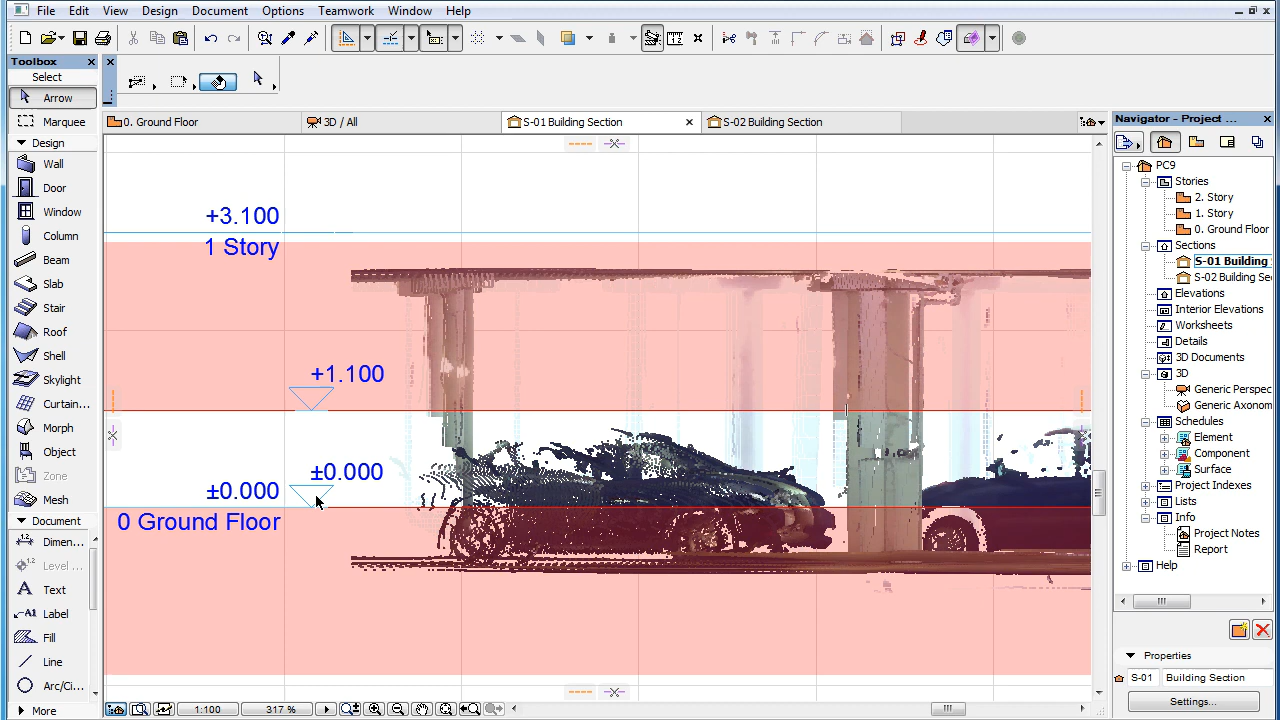 File Edit View Design Document Options Teamwork Window Help
Toolbox
Select
Arrow
Marquee
Design
Wall
Door
Window
Column
Beam
Slab
Stair
Roof
Shell
Skylight
Curtain...
Morph
Object
Zone
Mesh
Document
Dimen...
Level ...
Text
Label
Fill
Line
Arc/Ci...
More
0. Ground Floor
3D / All
S-01 Building Section
S-02 Building Section
+3.100
1 Story
+1.100
±0.000
±0.000
0 Ground Floor
1:100
317 %
Navigator - Project ...
PC9
Stories
2. Story
1. Story
0. Ground Floor
Sections
S-01 Building
S-02 Building Se
Elevations
Interior Elevations
Worksheets
Details
3D Documents
3D
Generic Perspec
Generic Axonom
Schedules
Element
Component
Surface
Project Indexes
Lists
Info
Project Notes
Report
Help
Properties
S-01 Building Section
Settings...